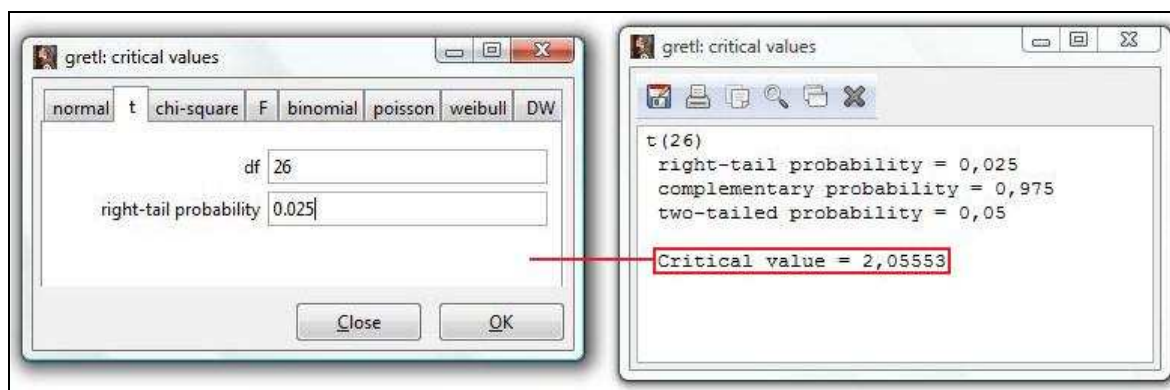 gretl: critical values
normal t chi-square F binomial poisson weibull DW
df 26
right-tail probability 0.025
Close OK
gretl: critical values
t(26)
right-tail probability = 0,025
complementary probability = 0,975
two-tailed probability = 0,05
Critical value = 2,05553